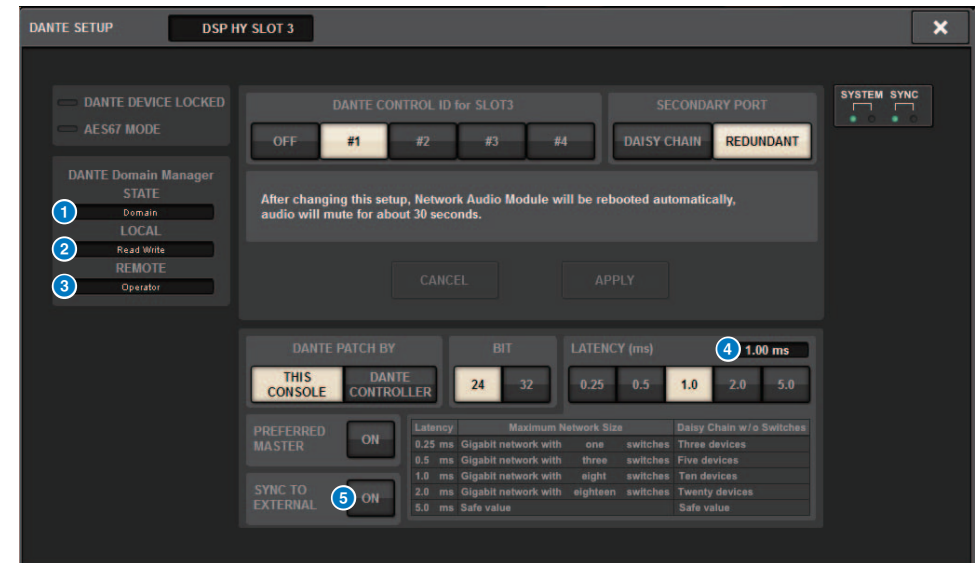 DANTE SETUP
DSP HY SLOT 3
×
DANTE DEVICE LOCKED
AES67 MODE
DANTE Domain Manager
STATE
1
Domain
LOCAL
2
Read Write
REMOTE
3
Operator
DANTE CONTROL ID for SLOT3
OFF #1 #2 #3 #4
SECONDARY PORT
DAISY CHAIN REDUNDANT
SYSTEM SYNC
After changing this setup, Network Audio Module will be rebooted automatically,
audio will mute for about 30 seconds.
CANCEL APPLY
DANTE PATCH BY
THIS
CONSOLE
DANTE
CONTROLLER
BIT
24 32
LATENCY (ms)
4
1.00 ms
0.25 0.5 1.0 2.0 5.0
PREFERRED
MASTER
ON
SYNC TO
EXTERNAL
5
ON
Latency Maximum Network Size Daisy Chain w/o Switches
0.25 ms Gigabit network with one switches Three devices
0.5 ms Gigabit network with three switches Five devices
1.0 ms Gigabit network with eight switches Ten devices
2.0 ms Gigabit network with eighteen switches Twenty devices
5.0 ms Safe value Safe value